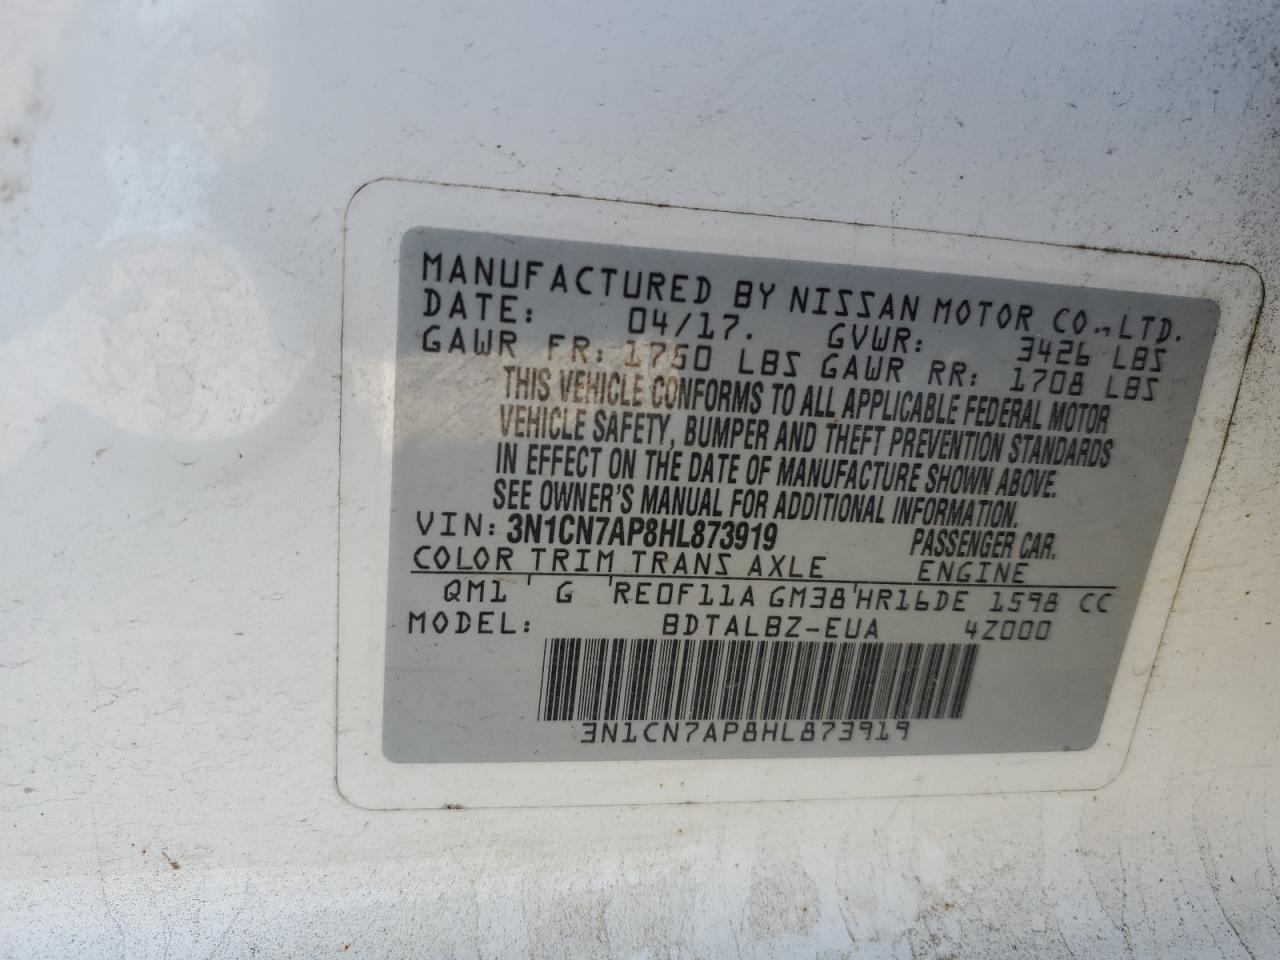 MANUFACTURED BY NISSAN MOTOR CO., LTD.
DATE: 04/17. GVWR: 3426 LBS
GAWR FR: 1750 LBS GAWR RR: 1708 LBS
THIS VEHICLE CONFORMS TO ALL APPLICABLE FEDERAL MOTOR
VEHICLE SAFETY, BUMPER AND THEFT PREVENTION STANDARDS
IN EFFECT ON THE DATE OF MANUFACTURE SHOWN ABOVE.
SEE OWNER'S MANUAL FOR ADDITIONAL INFORMATION.
VIN: 3N1CN7AP8HL873919 PASSENGER CAR.
COLOR TRIM TRANS AXLE ENGINE
QM1 G RE0F11A GM38 HR16DE 1598 CC
MODEL: BDTALBZ-EUA 4Z000
3N1CN7AP8HL873919